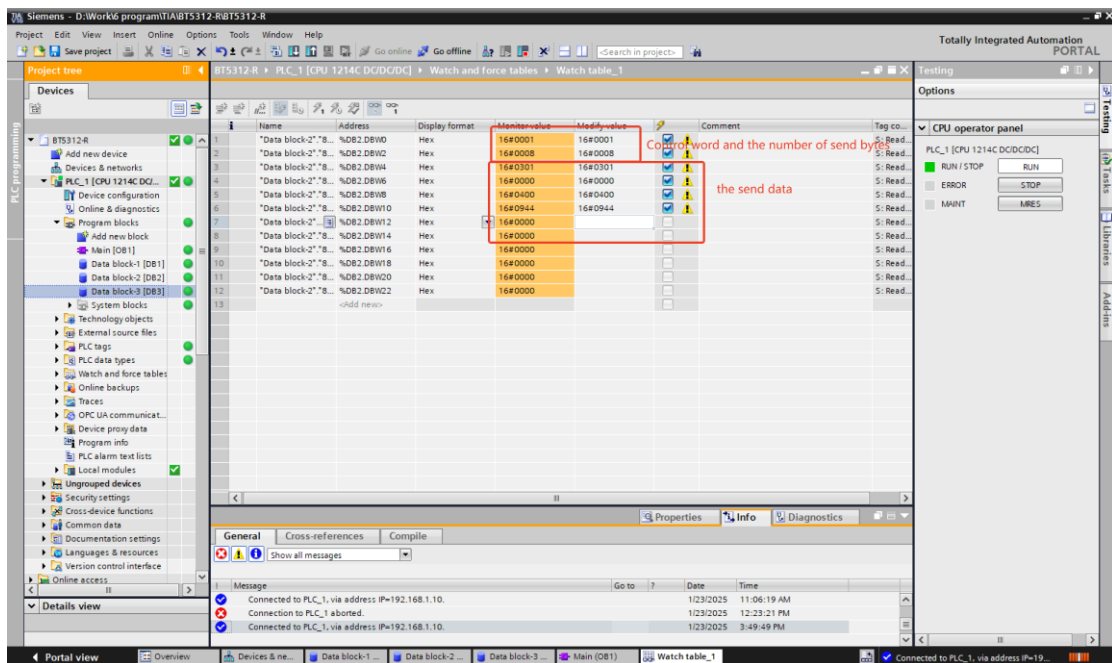 Siemens - D:\Work\6 program\TIA\BT5312-R\BT5312-R
Project Edit View Insert Online Options Tools Window Help
Totally Integrated Automation
PORTAL
Save project Go online Go offline <Search in project>
Project tree
BT5312-R ▸ PLC_1 [CPU 1214C DC/DC/DC] ▸ Watch and force tables ▸ Watch table_1
Testing
Devices
Options
PLC programming
BT5312-R
Add new device
Devices & networks
PLC_1 [CPU 1214C DC/...
Device configuration
Online & diagnostics
Program blocks
Add new block
Main [OB1]
Data block-1 [DB1]
Data block-2 [DB2]
Data block-3 [DB3]
System blocks
Technology objects
External source files
PLC tags
PLC data types
Watch and force tables
Online backups
Traces
OPC UA communicat...
Device proxy data
Program info
PLC alarm text lists
Local modules
Ungrouped devices
Security settings
Cross-device functions
Common data
Documentation settings
Languages & resources
Version control interface
Online access
Details view
i Name Address Display format Monitor value Modify value Comment Tag co...
1 "Data block-2"."8... %DB2.DBW0 Hex 16#0001 16#0001 S: Read...
2 "Data block-2"."8... %DB2.DBW2 Hex 16#0008 16#0008 S: Read...
3 "Data block-2"."8... %DB2.DBW4 Hex 16#0301 16#0301 S: Read...
4 "Data block-2"."8... %DB2.DBW6 Hex 16#0000 16#0000 S: Read...
5 "Data block-2"."8... %DB2.DBW8 Hex 16#0400 16#0400 S: Read...
6 "Data block-2"."8... %DB2.DBW10 Hex 16#0944 16#0944 S: Read...
7 "Data block-2"... %DB2.DBW12 Hex 16#0000 S: Read...
8 "Data block-2"."8... %DB2.DBW14 Hex 16#0000 S: Read...
9 "Data block-2"."8... %DB2.DBW16 Hex 16#0000 S: Read...
10 "Data block-2"."8... %DB2.DBW18 Hex 16#0000 S: Read...
11 "Data block-2"."8... %DB2.DBW20 Hex 16#0000 S: Read...
12 "Data block-2"."8... %DB2.DBW22 Hex 16#0000 S: Read...
13 <Add new>
Control word and the number of send bytes
the send data
CPU operator panel
PLC_1 [CPU 1214C DC/DC/DC]
RUN / STOP RUN
ERROR STOP
MAINT MRES
Testing
Tasks
Libraries
Add-ins
Properties Info Diagnostics
General Cross-references Compile
Show all messages
! Message Go to ? Date Time
Connected to PLC_1, via address IP=192.168.1.10. 1/23/2025 11:06:19 AM
Connection to PLC_1 aborted. 1/23/2025 12:23:21 PM
Connected to PLC_1, via address IP=192.168.1.10. 1/23/2025 3:49:49 PM
Portal view Overview Devices & ne... Data block-1 ... Data block-2 ... Data block-3 ... Main (OB1) Watch table_1 Connected to PLC_1, via address IP=19...